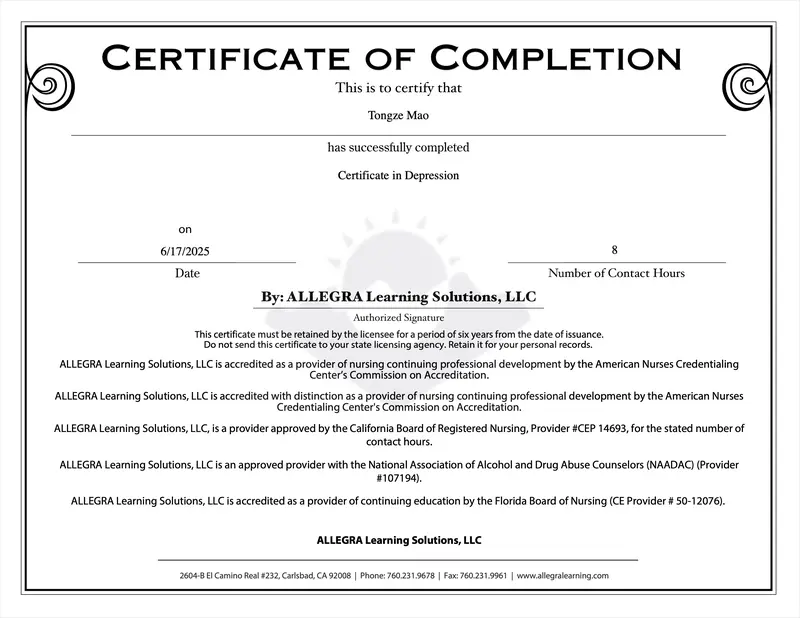 CERTIFICATE OF COMPLETION
This is to certify that
Tongze Mao
has successfully completed
Certificate in Depression
on
6/17/2025
8
Date
Number of Contact Hours
By: ALLEGRA Learning Solutions, LLC
Authorized Signature
This certificate must be retained by the licensee for a period of six years from the date of issuance.
Do not send this certificate to your state licensing agency. Retain it for your personal records.
ALLEGRA Learning Solutions, LLC is accredited as a provider of nursing continuing professional development by the American Nurses Credentialing
Center's Commission on Accreditation.
ALLEGRA Learning Solutions, LLC is accredited with distinction as a provider of nursing continuing professional development by the American Nurses
Credentialing Center's Commission on Accreditation.
ALLEGRA Learning Solutions, LLC, is a provider approved by the California Board of Registered Nursing, Provider #CEP 14693, for the stated number of
contact hours.
ALLEGRA Learning Solutions, LLC is an approved provider with the National Association of Alcohol and Drug Abuse Counselors (NAADAC) (Provider
#107194).
ALLEGRA Learning Solutions, LLC is accredited as a provider of continuing education by the Florida Board of Nursing (CE Provider # 50-12076).
ALLEGRA Learning Solutions, LLC
2604-B El Camino Real #232, Carlsbad, CA 92008 | Phone: 760.231.9678 | Fax: 760.231.9961 | www.allegralearning.com